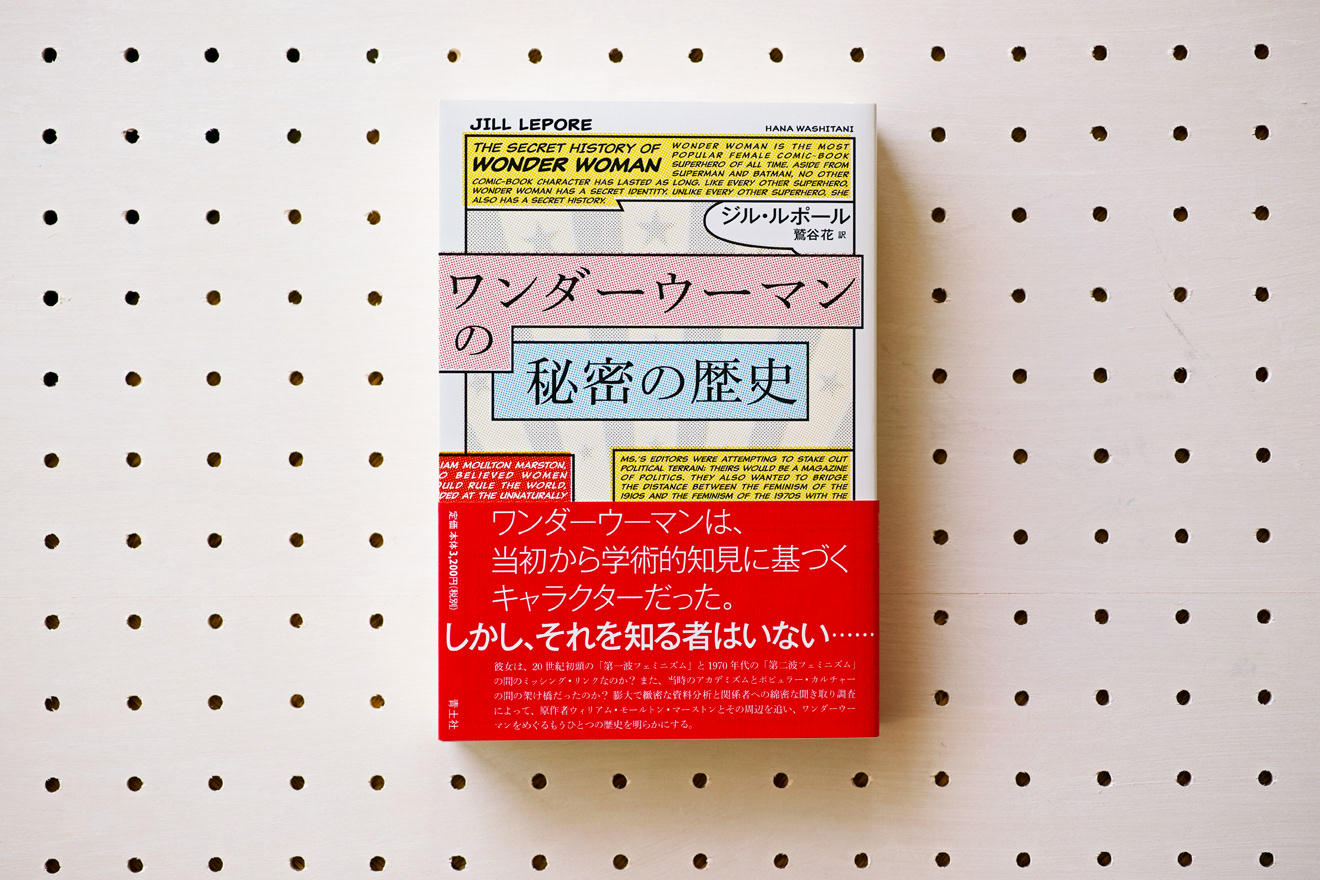 JILL LEPORE
HANA WASHITANI
THE SECRET HISTORY OF
WONDER WOMAN
WONDER WOMAN IS THE MOST
POPULAR FEMALE COMIC-BOOK
SUPERHERO OF ALL TIME. ASIDE FROM
SUPERMAN AND BATMAN, NO OTHER
COMIC-BOOK CHARACTER HAS LASTED AS LONG. LIKE EVERY OTHER SUPERHERO,
WONDER WOMAN HAS A SECRET IDENTITY. UNLIKE EVERY OTHER SUPERHERO, SHE
ALSO HAS A SECRET HISTORY.
ジル・ルポール
鷲谷花 訳
ワンダーウーマン
の
秘密の歴史
IAM MOULTON MARSTON,
O BELIEVED WOMEN
ULD RULE THE WORLD,
DED AT THE UNNATURALLY
MS.'S EDITORS WERE ATTEMPTING TO STAKE OUT
POLITICAL TERRAIN: THEIRS WOULD BE A MAGAZINE
OF POLITICS. THEY ALSO WANTED TO BRIDGE
THE DISTANCE BETWEEN THE FEMINISM OF THE
1910S AND THE FEMINISM OF THE 1970S WITH THE
定価 本体3,200円(税別)
ワンダーウーマンは、
当初から学術的知見に基づく
キャラクターだった。
しかし、それを知る者はいない……
彼女は、20世紀初頭の「第一波フェミニズム」と1970年代の「第二波フェミニズム」
の間のミッシング・リンクなのか？また、当時のアカデミズムとポピュラー・カルチャー
の間の架け橋だったのか？膨大で緻密な資料分析と関係者への綿密な聞き取り調査
によって、原作者ウィリアム・モールトン・マーストンとその周辺を追い、ワンダーウー
マンをめぐるもうひとつの歴史を明らかにする。
青土社